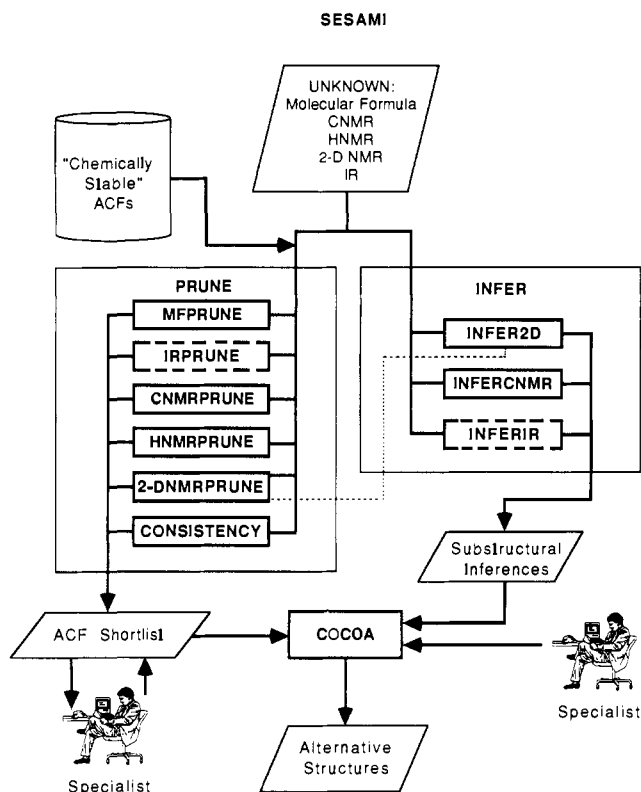 SESAMI
UNKNOWN:
Molecular Formula
CNMR
HNMR
2-D NMR
IR
"Chemically
Stable"
ACFs
PRUNE
MFPRUNE
IRPRUNE
CNMRPRUNE
HNMRPRUNE
2-DNMRPRUNE
CONSISTENCY
INFER
INFER2D
INFERCNMR
INFERIR
Substructural
Inferences
ACF Shortlist
COCOA
Specialist
Alternative
Structures
Specialist